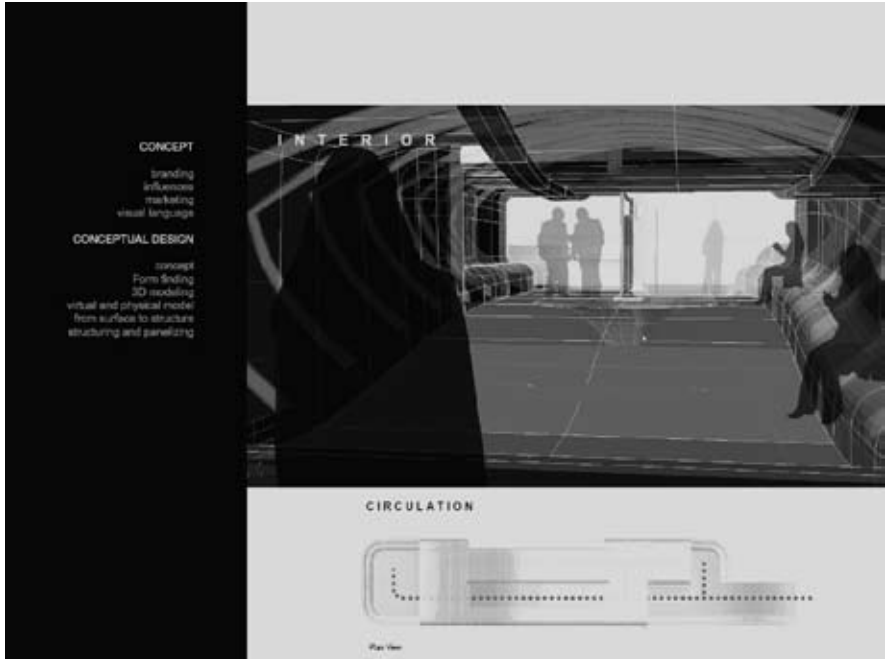 CONCEPT
branding
influences
marketing
visual language
CONCEPTUAL DESIGN
concept
Form finding
3D modeling
virtual and physical model
from surface to structure
structuring and panelizing
INTERIOR
CIRCULATION
Plan View